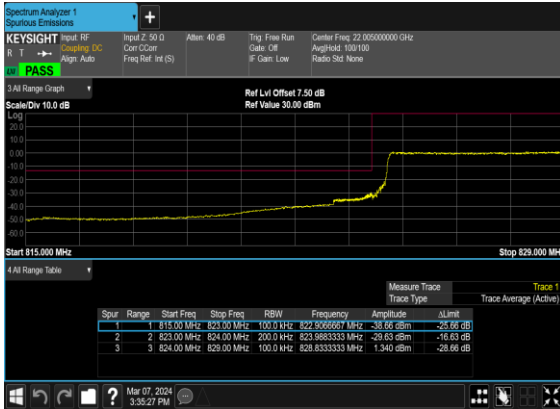 Spectrum Analyzer 1
Spurious Emissions
+
KEYSIGHT Input: RF Input Z: 50 Ω Atten: 40 dB Trig: Free Run Center Freq: 22.005000000 GHz
R T Coupling: DC Corr CCorr Gate: Off Avg|Hold: 100/100
Align: Auto Freq Ref: Int (S) IF Gain: Low Radio Std: None
PASS
3 All Range Graph Ref Lvl Offset 7.50 dB
Scale/Div 10.0 dB Ref Value 30.00 dBm
Log
20.0
10.0
0.00
-10.0
-20.0
-30.0
-40.0
-50.0
-60.0
Start 815.000 MHz Stop 829.000 MH
4 All Range Table
Measure Trace Trace 1
Trace Type Trace Average (Active)
Spur Range Start Freq Stop Freq RBW Frequency Amplitude ΔLimit
1 1 815.00 MHz 823.00 MHz 100.0 kHz 822.9066667 MHz -38.66 dBm -25.66 dB
2 2 823.00 MHz 824.00 MHz 200.0 kHz 823.9883333 MHz -29.63 dBm -16.63 dB
3 3 824.00 MHz 829.00 MHz 100.0 kHz 828.8333333 MHz 1.340 dBm -28.66 dB
? Mar 07, 2024
3:35:27 PM